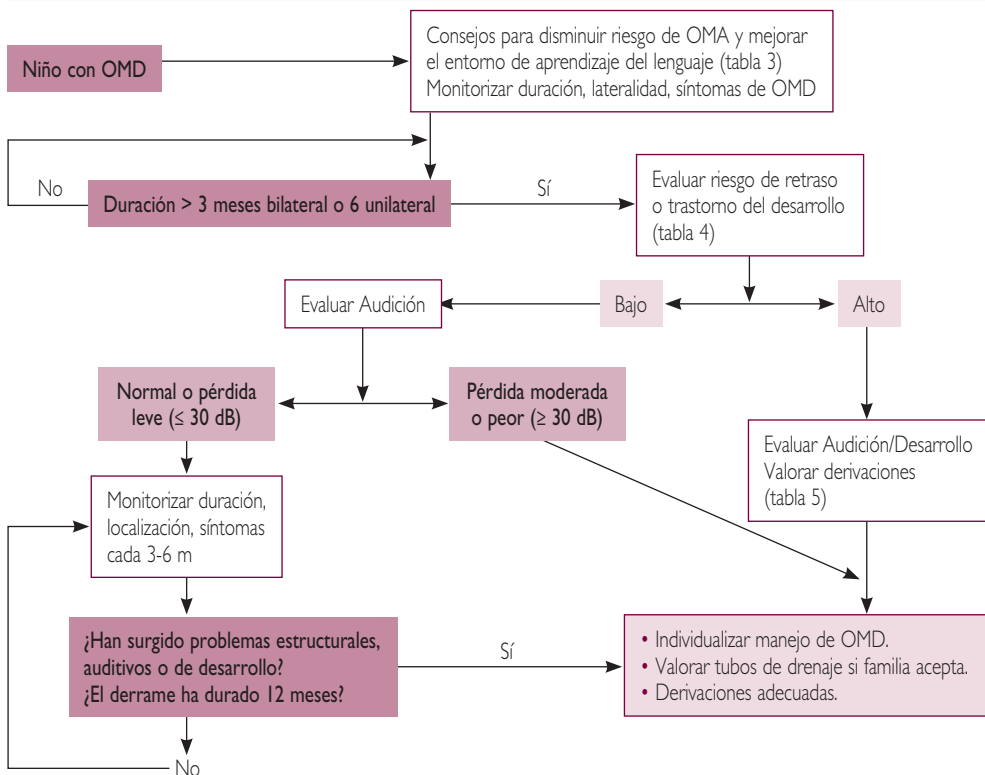 Niño con OMD
Consejos para disminuir riesgo de OMA y mejorar
el entorno de aprendizaje del lenguaje (tabla 3)
Monitorizar duración, lateralidad, síntomas de OMD
No
Duración > 3 meses bilateral o 6 unilateral
Sí
Evaluar riesgo de retraso
o trastorno del desarrollo
(tabla 4)
Evaluar Audición
Bajo
Alto
Normal o pérdida
leve (≤ 30 dB)
Pérdida moderada
o peor (≥ 30 dB)
Evaluar Audición/Desarrollo
Valorar derivaciones
(tabla 5)
Monitorizar duración,
localización, síntomas
cada 3-6 m
¿Han surgido problemas estructurales,
auditivos o de desarrollo?
¿El derrame ha durado 12 meses?
Sí
• Individualizar manejo de OMD.
• Valorar tubos de drenaje si familia acepta.
• Derivaciones adecuadas.
No